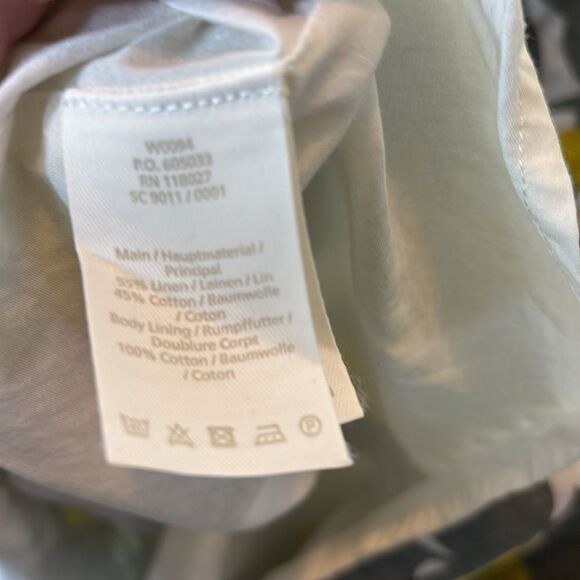 W0094
P.O. 605033
RN 118027
SC 9011 / 0001
Main / Hauptmaterial /
Principal
55% Linen / Leinen / Lin
45% Cotton / Baumwolle
/ Coton
Body Lining / Rumpffutter /
Doublure Corps
100% Cotton / Baumwolle
/ Coton
P